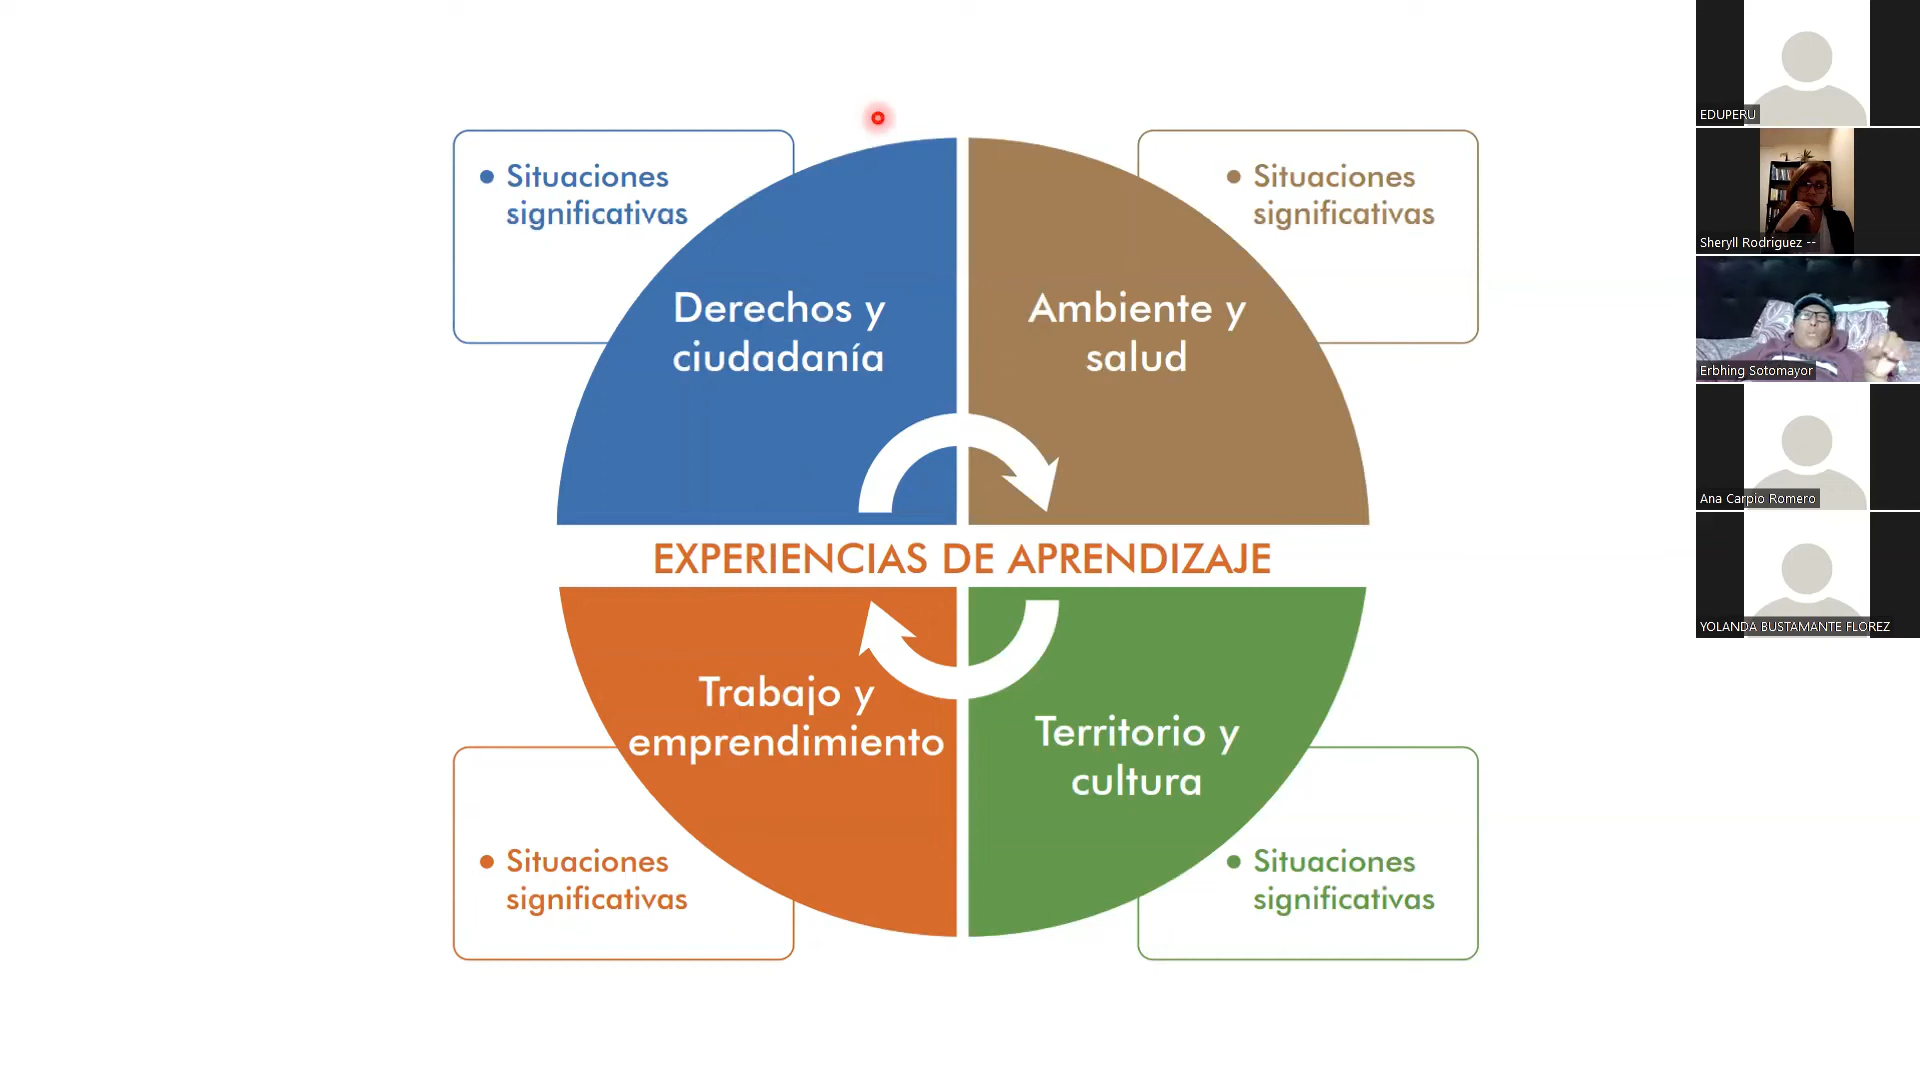 Situaciones
significativas
Situaciones
significativas
Derechos y
ciudadanía
Ambiente y
salud
EXPERIENCIAS DE APRENDIZAJE
Trabajo y
emprendimiento
Territorio y
cultura
Situaciones
significativas
Situaciones
significativas
EDUPERU
Sheryll Rodriguez --
Erbhing Sotomayor
Ana Carpio Romero
YOLANDA BUSTAMANTE FLOREZ